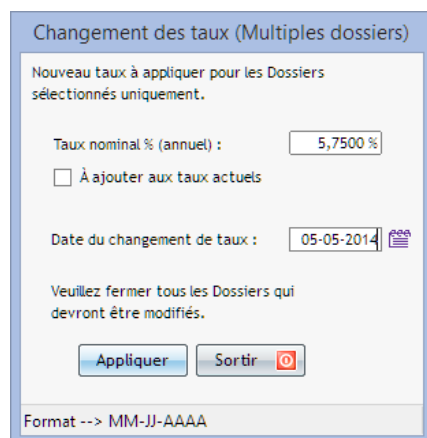 Changement des taux (Multiples dossiers)
Nouveau taux à appliquer pour les Dossiers
sélectionnés uniquement.
Taux nominal % (annuel) : 5,7500 %
À ajouter aux taux actuels
Date du changement de taux : 05-05-2014
Veuillez fermer tous les Dossiers qui
devront être modifiés.
Appliquer Sortir
Format --> MM-JJ-AAAA